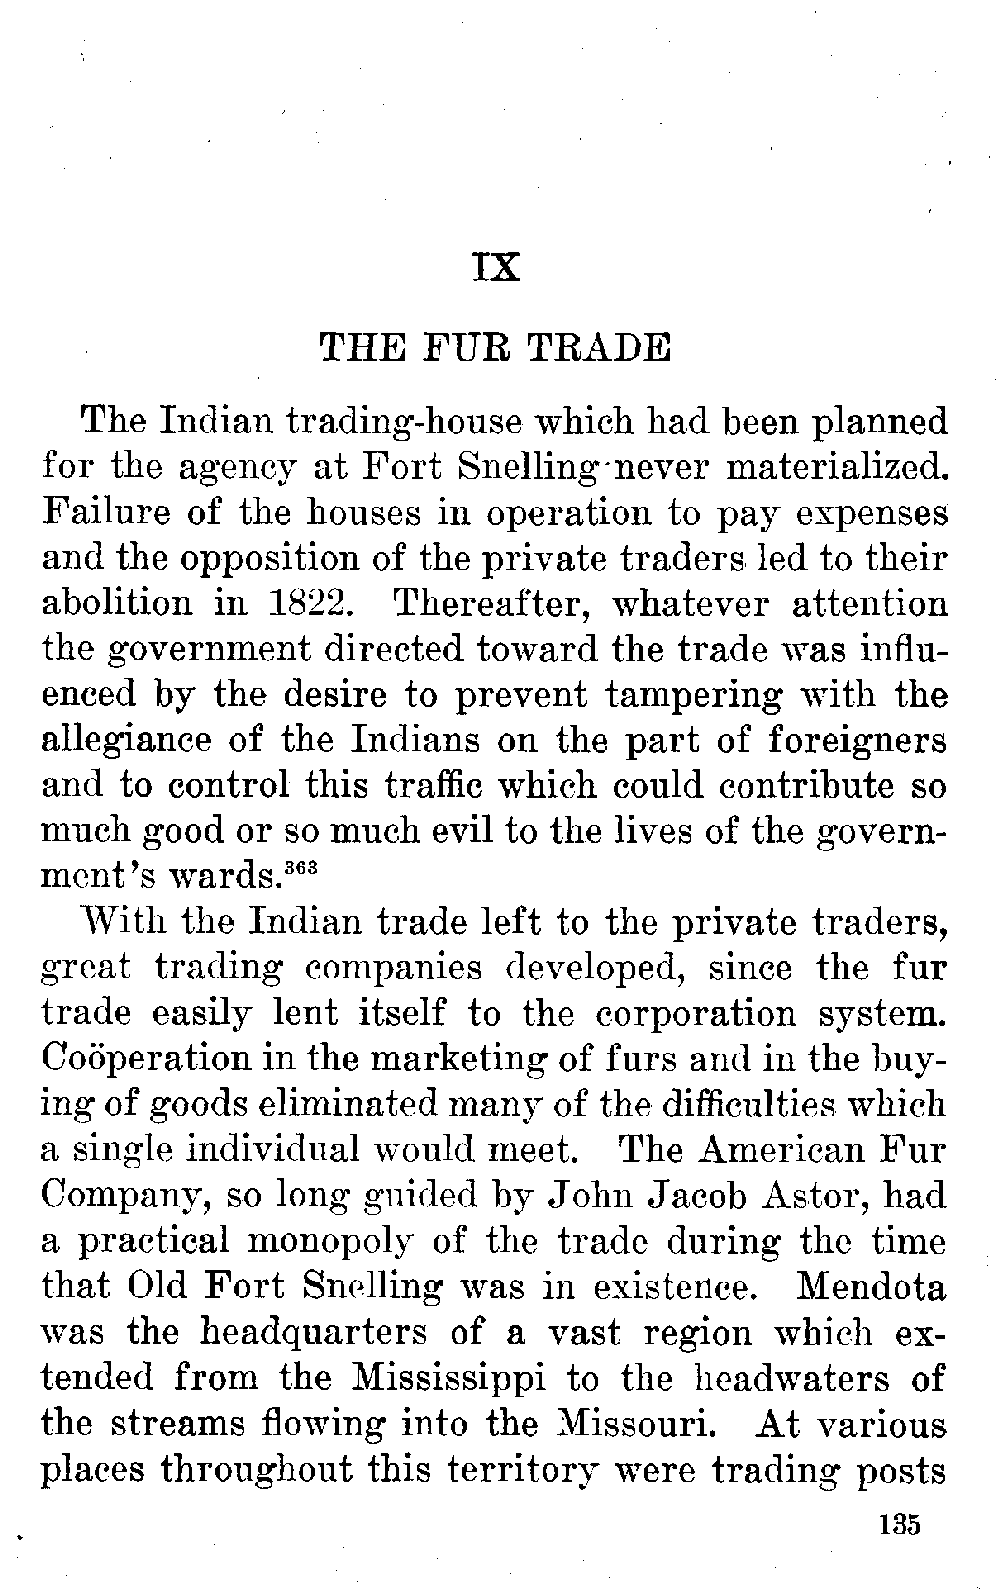 IX
THE FUR TRADE
The Indian trading-house which had been planned
for the agency at Fort Snelling never materialized.
Failure of the houses in operation to pay expenses
and the opposition of the private traders led to their
abolition in 1822. Thereafter, whatever attention
the government directed toward the trade was influ-
enced by the desire to prevent tampering with the
allegiance of the Indians on the part of foreigners
and to control this traffic which could contribute so
much good or so much evil to the lives of the govern-
ment's wards.³⁶³
With the Indian trade left to the private traders,
great trading companies developed, since the fur
trade easily lent itself to the corporation system.
Coöperation in the marketing of furs and in the buy-
ing of goods eliminated many of the difficulties which
a single individual would meet. The American Fur
Company, so long guided by John Jacob Astor, had
a practical monopoly of the trade during the time
that Old Fort Snelling was in existence. Mendota
was the headquarters of a vast region which ex-
tended from the Mississippi to the headwaters of
the streams flowing into the Missouri. At various
places throughout this territory were trading posts
135